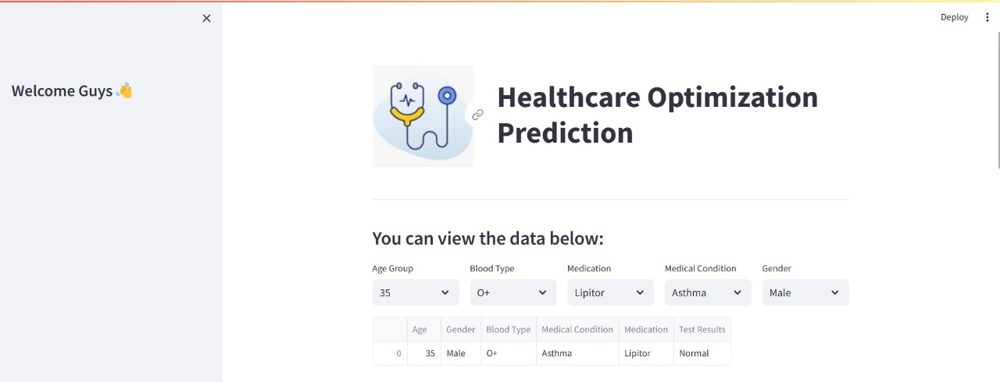 Deploy
Welcome Guys 👋
Healthcare Optimization
Prediction
You can view the data below:
Age Group Blood Type Medication Medical Condition Gender
35 O+ Lipitor Asthma Male
Age Gender Blood Type Medical Condition Medication Test Results
0 35 Male O+ Asthma Lipitor Normal